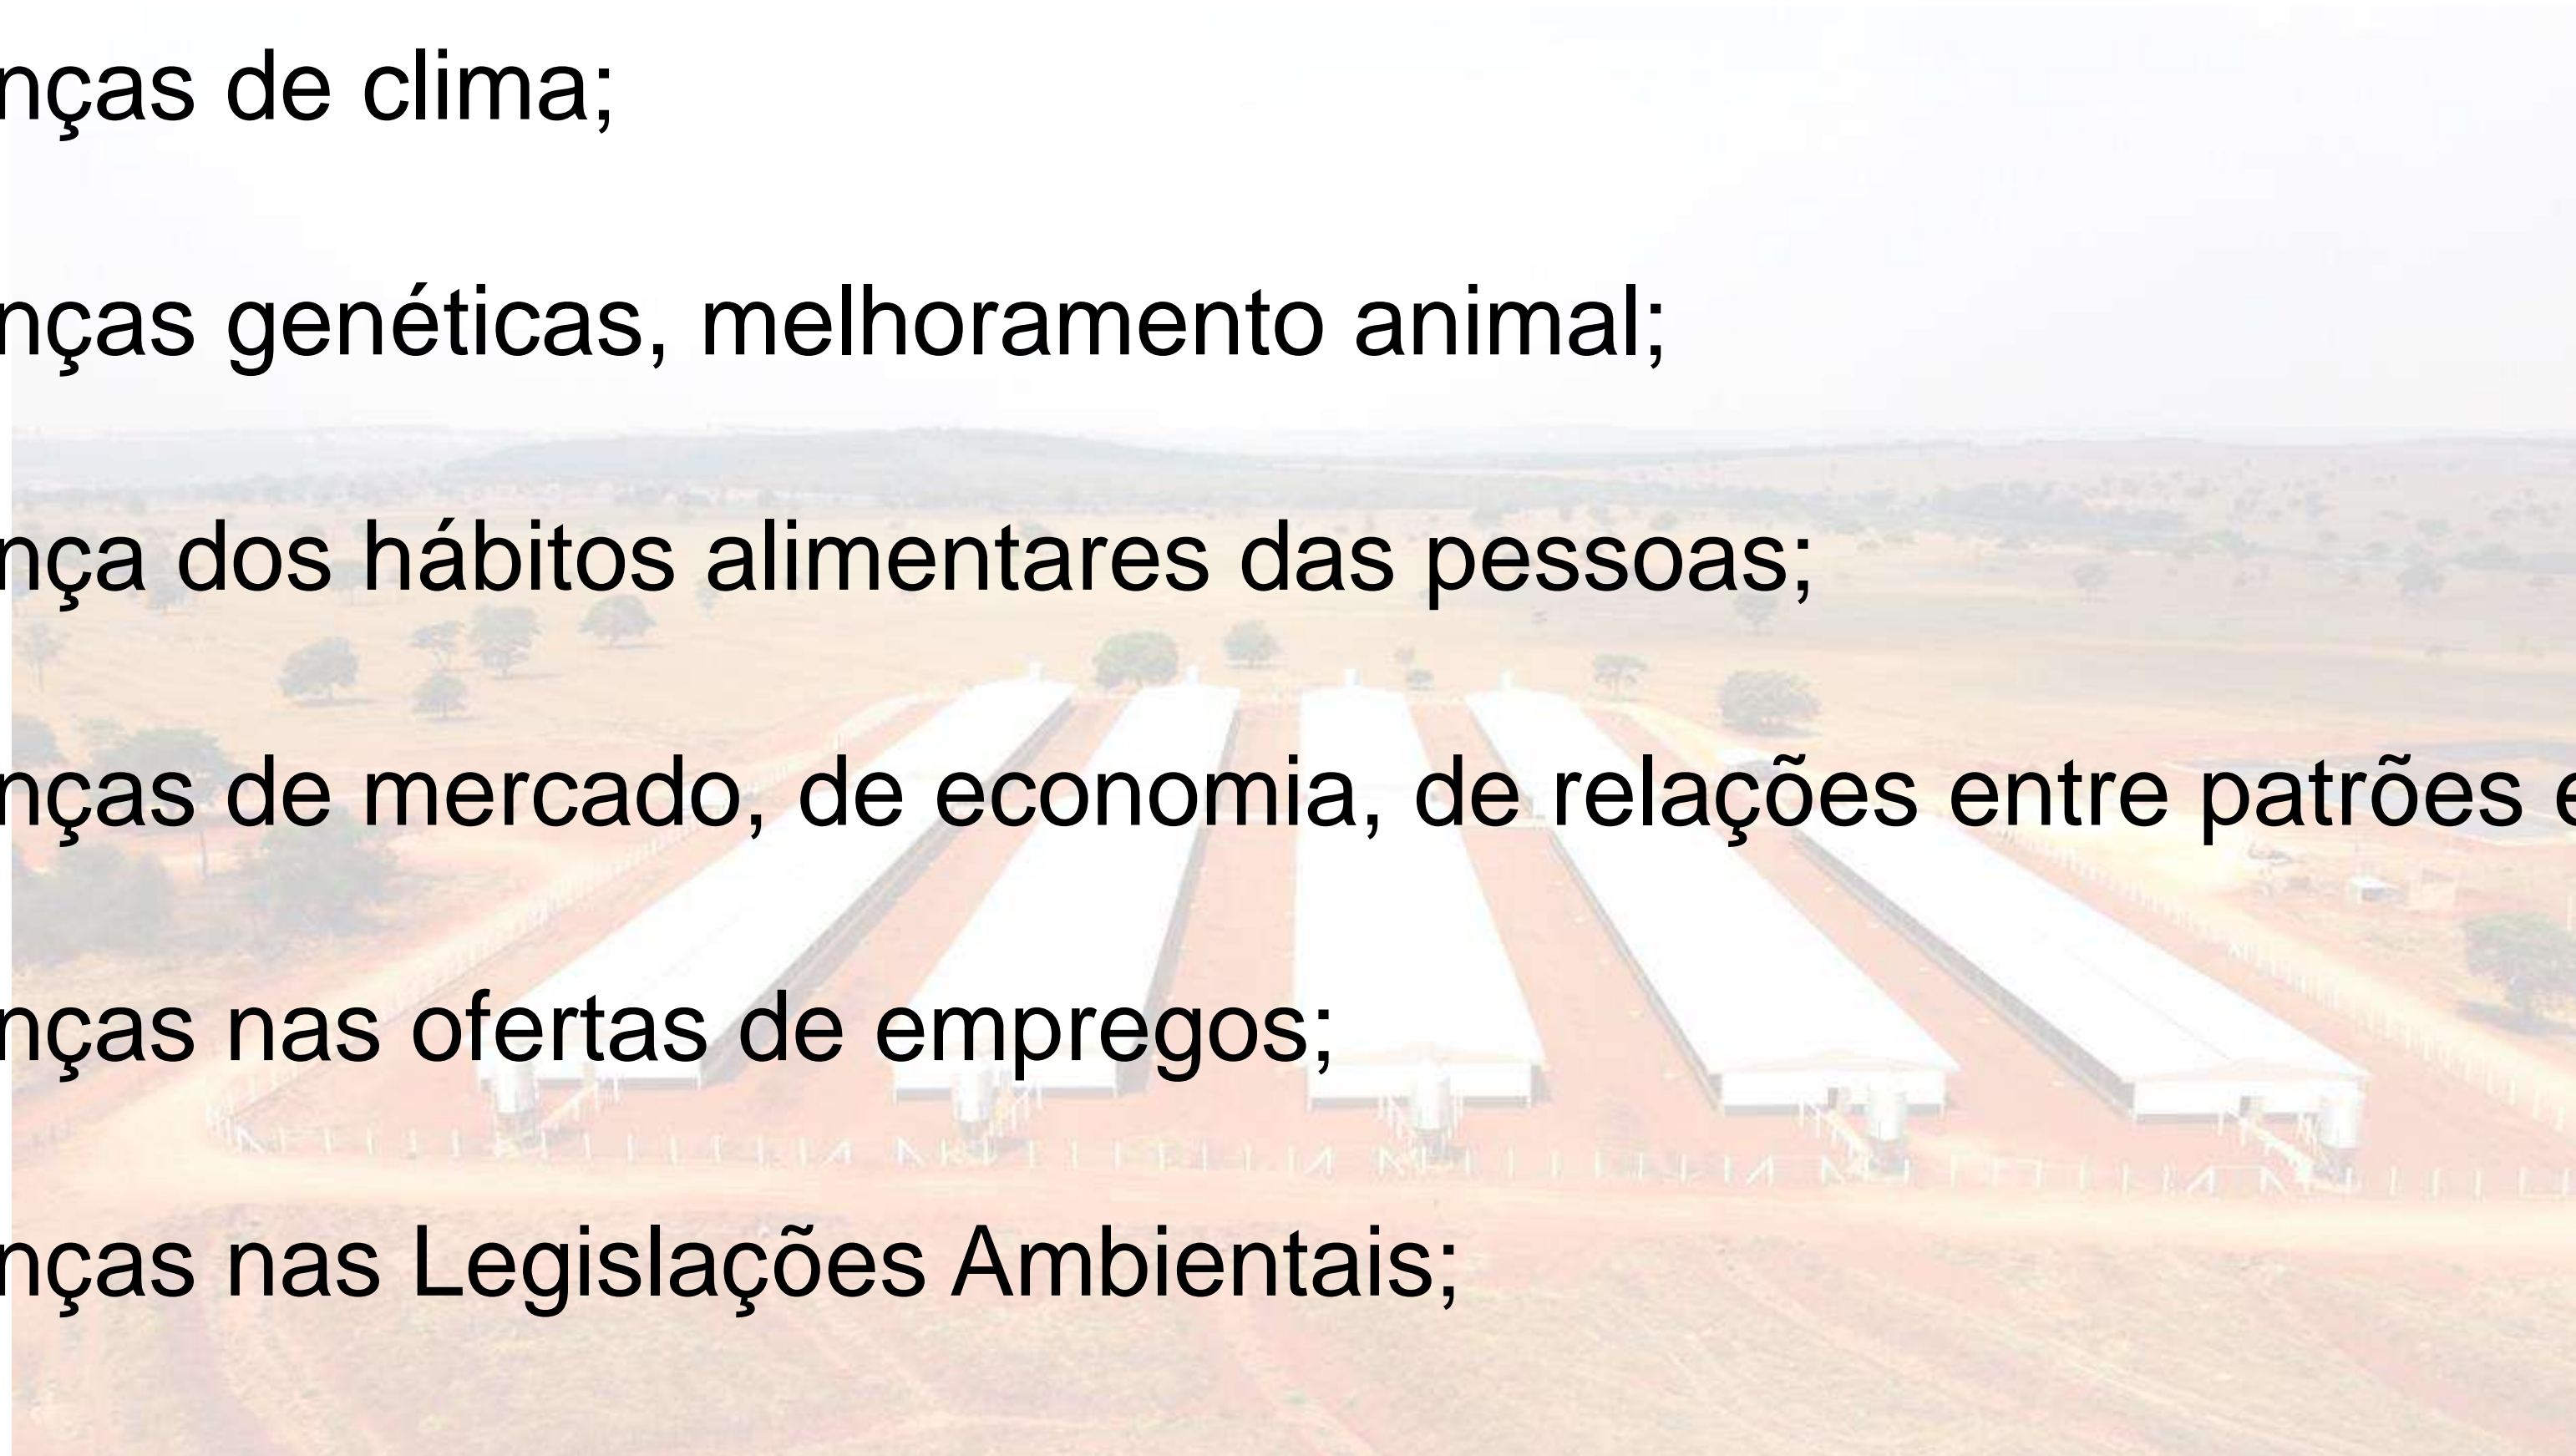 nças de clima;
nças genéticas, melhoramento animal;
nça dos hábitos alimentares das pessoas;
nças de mercado, de economia, de relações entre patrões e
nças nas ofertas de empregos;
nças nas Legislações Ambientais;